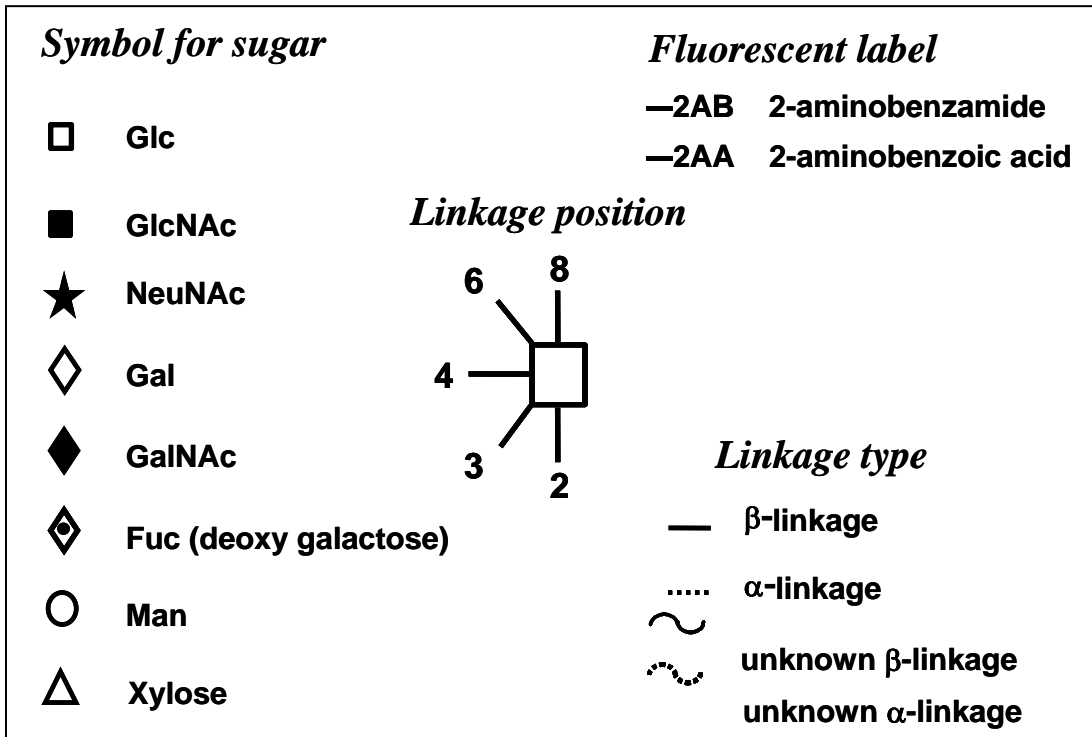 Symbol for sugar
Glc
GlcNAc
NeuNAc
Gal
GalNAc
Fuc (deoxy galactose)
Man
Xylose
Fluorescent label
—2AB 2-aminobenzamide
—2AA 2-aminobenzoic acid
Linkage position
6 8
4
3
2
Linkage type
β-linkage
α-linkage
unknown β-linkage
unknown α-linkage